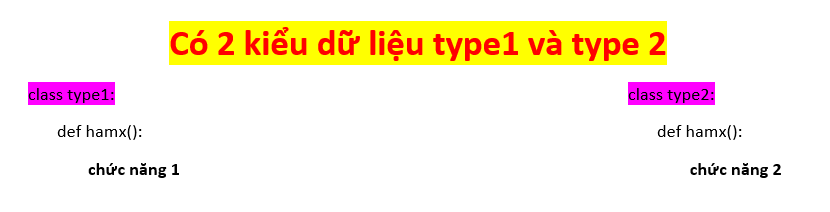 Có 2 kiểu dữ liệu type1 và type 2
class type1:
class type2:
def hamx():
def hamx():
chức năng 1
chức năng 2